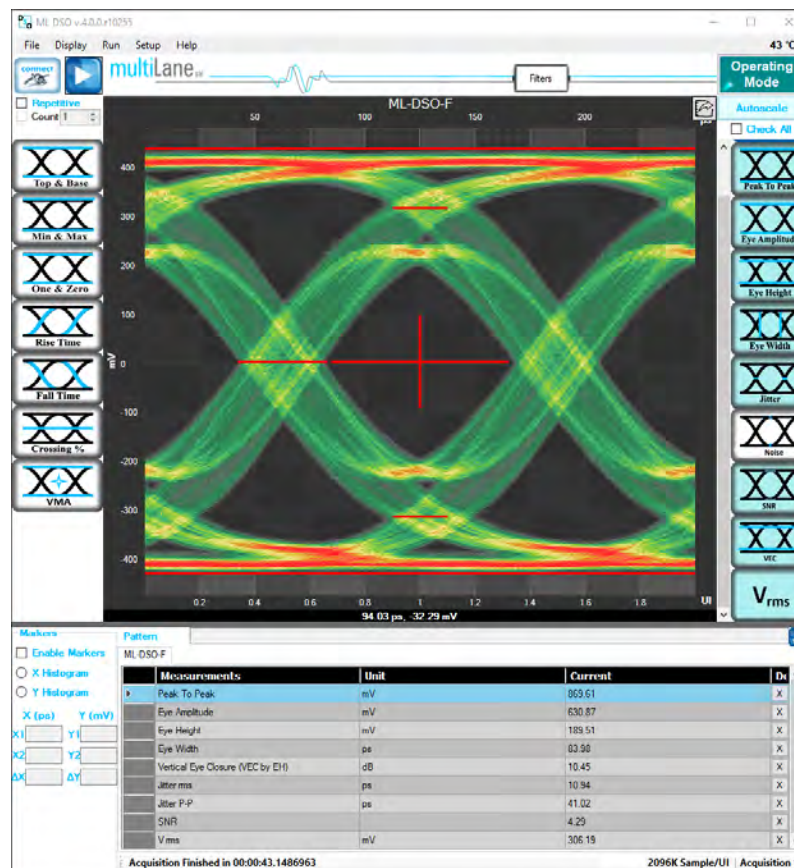 ML DSO v.4.0.0.r10255
File Display Run Setup Help 43 °C
connect
multiLane
Filters
Operating Mode
Repetitive
Count 1
Autoscale
Check All
ML-DSO-F
50 100 150 200
Top & Base
Min & Max
One & Zero
Rise Time
Fall Time
Crossing %
VMA
400
300
200
100
0
-100
-200
-300
-400
mV
0.2 0.4 0.6 0.8 1 1.2 1.4 1.6 1.8 UI
94.03 ps, -32.29 mV
Peak To Peak
Eye Amplitud
Eye Height
Eye Width
Jitter
Noise
SNR
VEC
Vrms
Markers
Enable Markers
X Histogram
Y Histogram
X (ps) Y (mV)
X1 Y1
X2 Y2
ΔX ΔY
Pattern
ML-DSO-F
Measurements Unit Current De
Peak To Peak mV 869.61 X
Eye Amplitude mV 630.87 X
Eye Height mV 189.51 X
Eye Width ps 83.98 X
Vertical Eye Closure (VEC by EH) dB 10.45 X
Jitter rms ps 10.94 X
Jitter P-P ps 41.02 X
SNR 4.29 X
V rms mV 306.19 X
Acquisition Finished in 00:00:43.1486963 2096K Sample/UI Acquisition